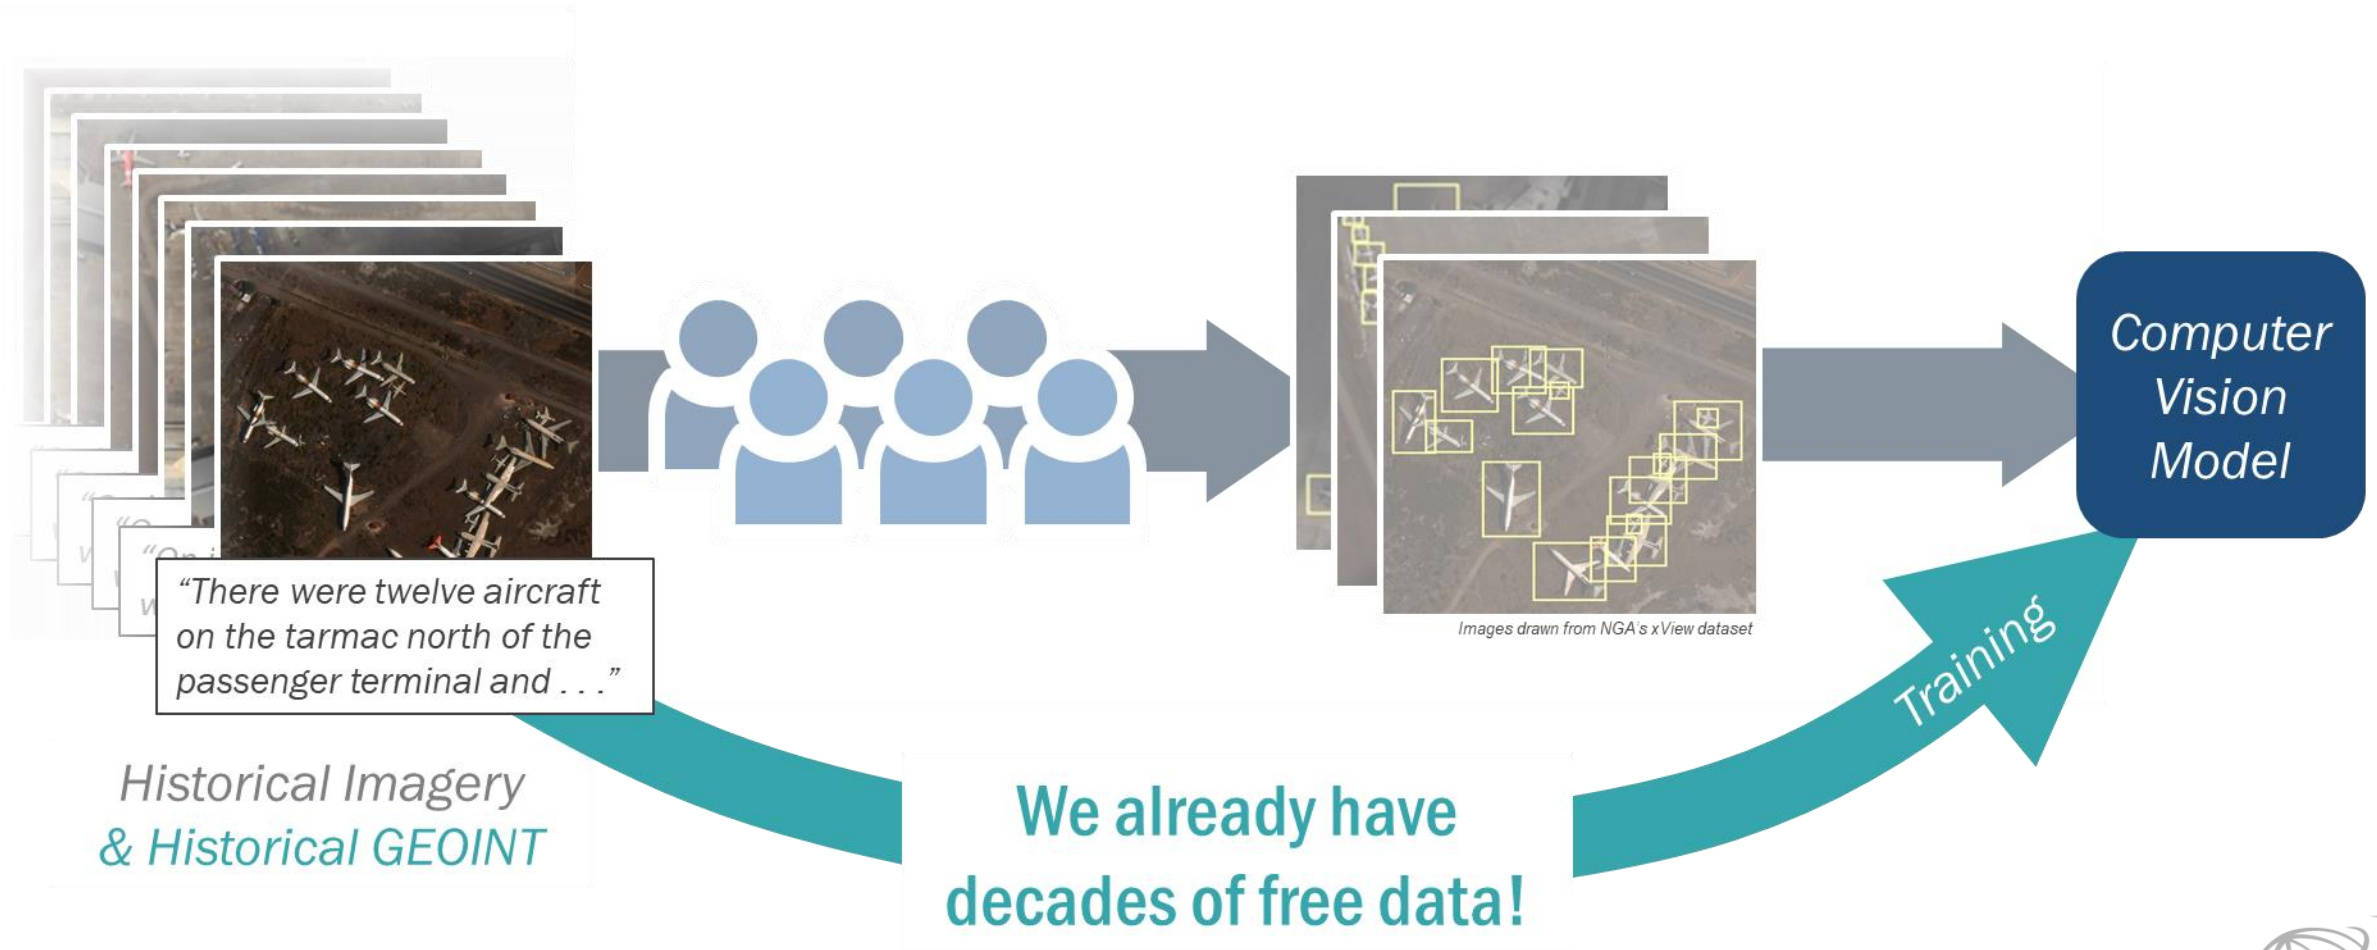 "There were twelve aircraft
on the tarmac north of the
passenger terminal and . . ."
Historical Imagery
& Historical GEOINT
Images drawn from NGA's xView dataset
Computer
Vision
Model
Training
We already have
decades of free data!